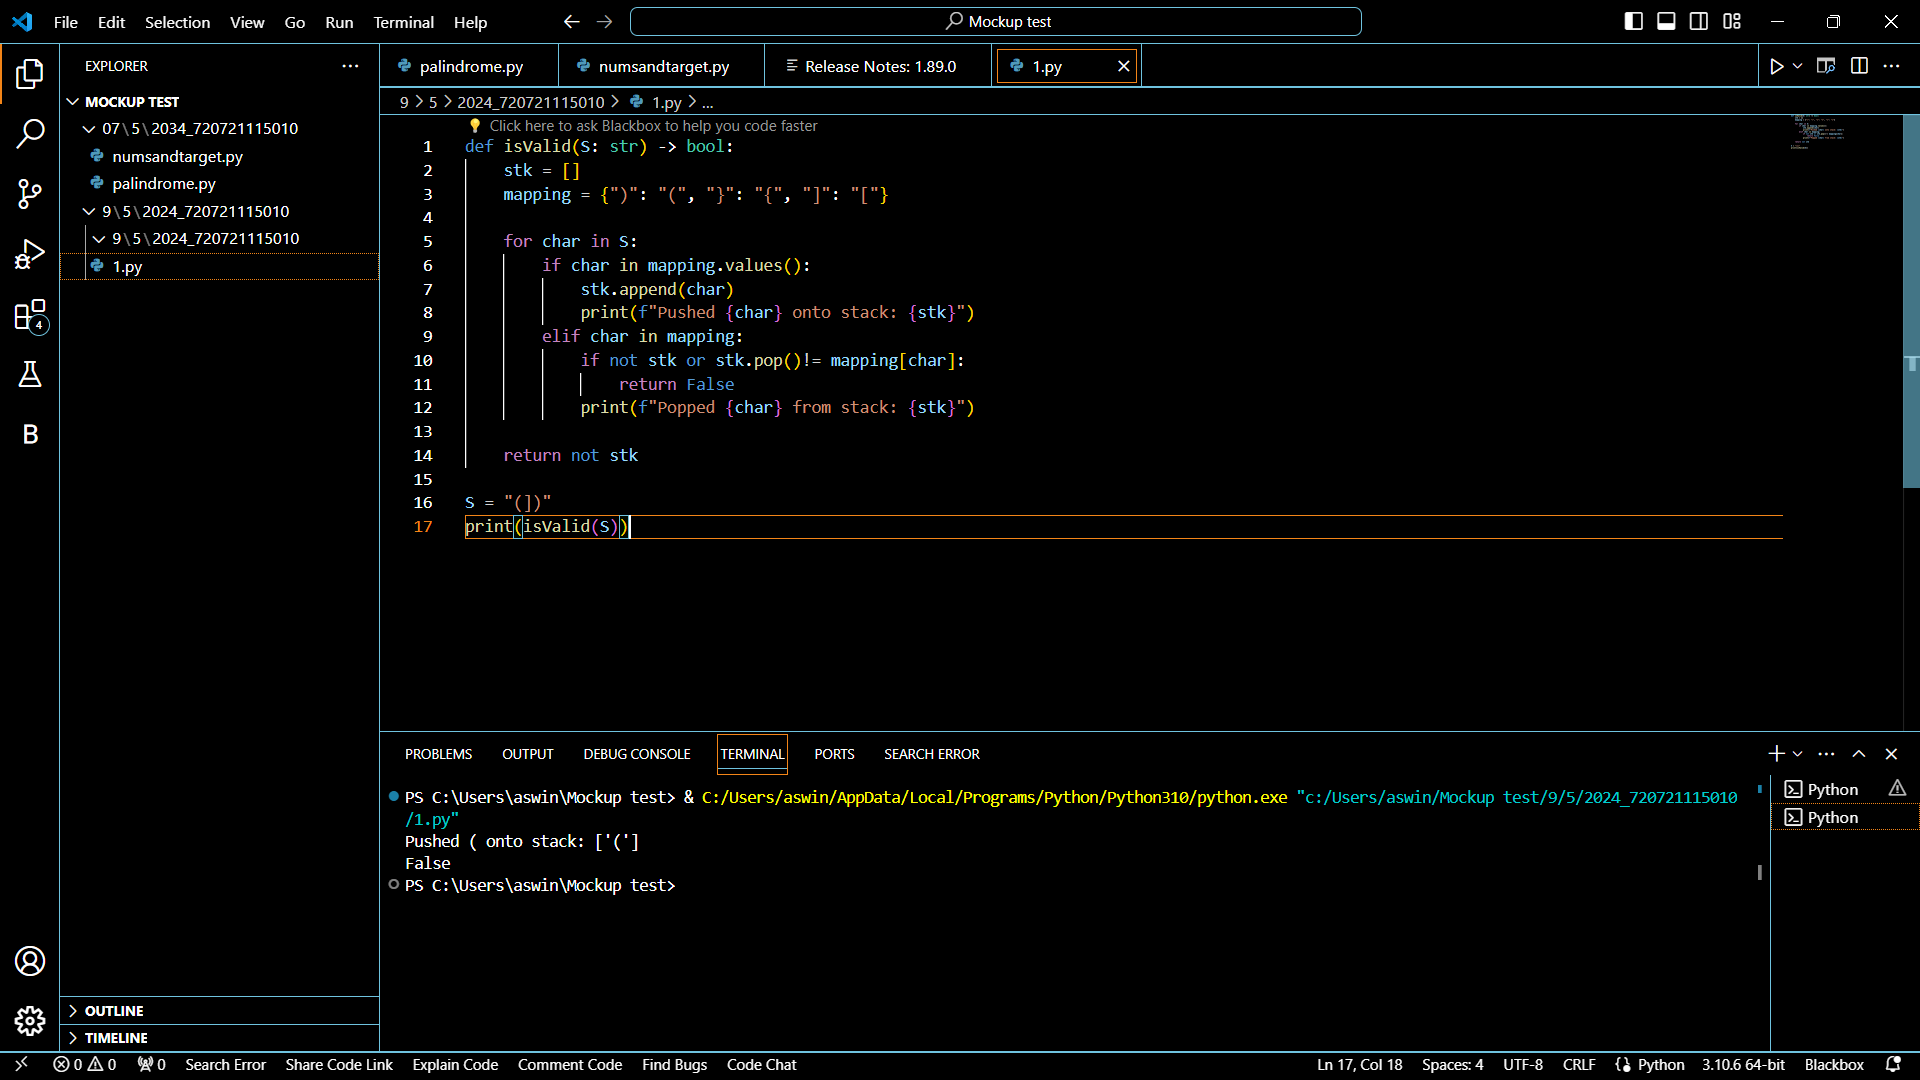 File Edit Selection View Go Run Terminal Help
Mockup test
EXPLORER
MOCKUP TEST
07\5\2034_720721115010
numsandtarget.py
palindrome.py
9\5\2024_720721115010
9\5\2024_720721115010
1.py
4
B
OUTLINE
TIMELINE
palindrome.py numsandtarget.py Release Notes: 1.89.0 1.py
9 > 5 > 2024_720721115010 > 1.py > ...
Click here to ask Blackbox to help you code faster
1 def isValid(S: str) -> bool:
2     stk = []
3     mapping = {")": "(", "}": "{", "]": "["}
4
5     for char in S:
6         if char in mapping.values():
7             stk.append(char)
8             print(f"Pushed {char} onto stack: {stk}")
9         elif char in mapping:
10             if not stk or stk.pop()!= mapping[char]:
11                 return False
12             print(f"Popped {char} from stack: {stk}")
13
14     return not stk
15
16 S = "(])"
17 print(isValid(S))
PROBLEMS OUTPUT DEBUG CONSOLE TERMINAL PORTS SEARCH ERROR
PS C:\Users\aswin\Mockup test> & C:/Users/aswin/AppData/Local/Programs/Python/Python310/python.exe "c:/Users/aswin/Mockup test/9/5/2024_720721115010
/1.py"
Pushed ( onto stack: ['(']
False
PS C:\Users\aswin\Mockup test>
Python
Python
0 0 0 Search Error Share Code Link Explain Code Comment Code Find Bugs Code Chat Ln 17, Col 18 Spaces: 4 UTF-8 CRLF Python 3.10.6 64-bit Blackbox